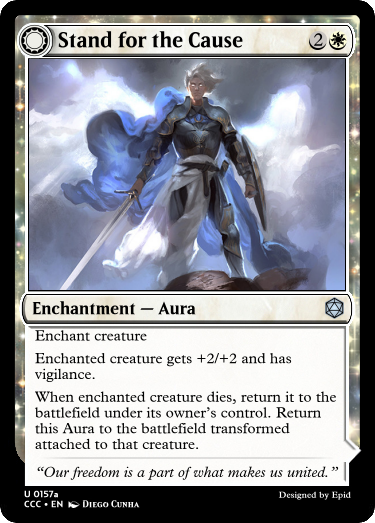 Stand for the Cause 2
Enchantment — Aura
Enchant creature
Enchanted creature gets +2/+2 and has
vigilance.
When enchanted creature dies, return it to the
battlefield under its owner's control. Return
this Aura to the battlefield transformed
attached to that creature.
“Our freedom is a part of what makes us united.”
U 0157a
CCC • EN Diego Cunha
Designed by Epid